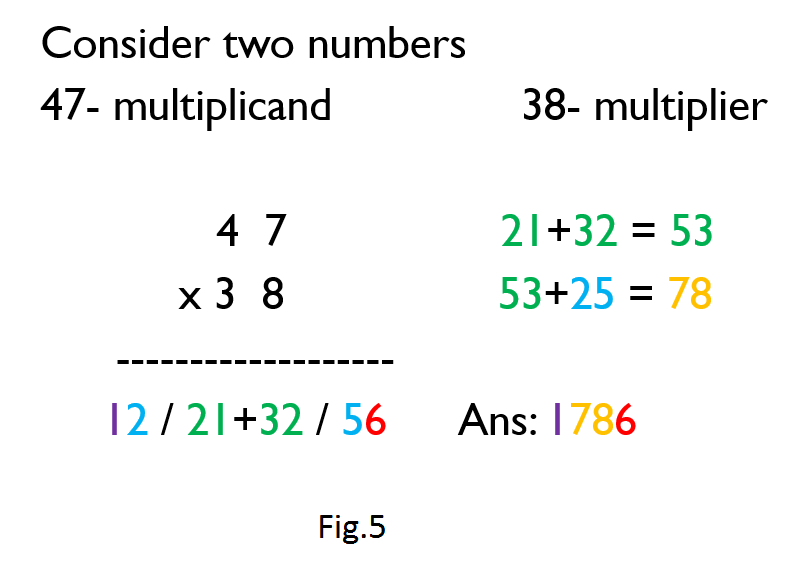 Consider two numbers
47- multiplicand 38- multiplier
4 7 21+32 = 53
x 3 8 53+25 = 78
-------------------
12 / 21+32 / 56 Ans: 1786
Fig.5